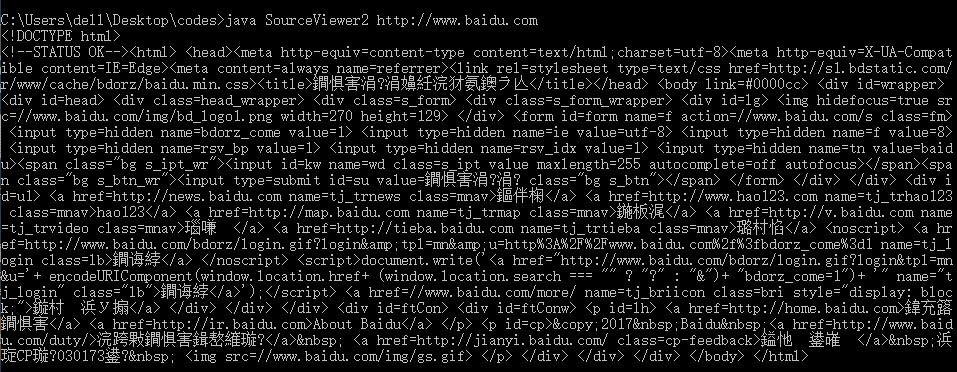 C:\Users\dell\Desktop\codes>java SourceViewer2 http://www.baidu.com
<!DOCTYPE html>
<!--STATUS OK--><html> <head><meta http-equiv=content-type content=text/html;charset=utf-8><meta http-equiv=X-UA-Compat
ible content=IE-Edge><meta content=always name=referrer><link rel=stylesheet type=text/css href=http://s1.bdstatic.com/
r/www/cache/bdorz/baidu.min.css><title>鐧惧害涓?涓嬶紝浣犲氨鐭ラ亾</title></head> <body link=#0000cc> <div id=wrapper>
<div id=head> <div class=head_wrapper> <div class=s_form> <div class=s_form_wrapper> <div id=lg> <img hidefocus=true sr
c=//www.baidu.com/img/bd_logo1.png width=270 height=129> </div> <form id=form name=f action=//www.baidu.com/s class=fm>
<input type=hidden name=bdorz_come value=1> <input type=hidden name=ie value=utf-8> <input type=hidden name=f value=8>
<input type=hidden name=rsv_bp value=1> <input type=hidden name=rsv_idx value=1> <input type=hidden name=tn value=baid
u><span class="bg s_ipt_wr"><input id=kw name=wd class=s_ipt value maxlength=255 autocomplete=off autofocus></span><spa
n class="bg s_btn_wr"><input type=submit id=su value=鐧惧害涓?涓? class="bg s_btn"></span> </form> </div> </div> <div i
d=u1> <a href=http://news.baidu.com name=tj_trnews class=mnav>鏂伴椈</a> <a href=http://www.hao123.com name=tj_trhao123
class=mnav>hao123</a> <a href=http://map.baidu.com name=tj_trmap class=mnav>鍦板浘</a> <a href=http://v.baidu.com name
=tj_trvideo class=mnav>瑙嗛 </a> <a href=http://tieba.baidu.com name=tj_trtieba class=mnav>璐村惂</a> <noscript> <a hr
ef=http://www.baidu.com/bdorz/login.gif?login&amp;tpl=mn&amp;u=http%3A%2F%2Fwww.baidu.com%2f%3fbdorz_come%3d1 name=tj_l
ogin class=lb>鐧诲綍</a> </noscript> <script>document.write('<a href="http://www.baidu.com/bdorz/login.gif?login&tpl=mn
&u='+ encodeURIComponent(window.location.href+ (window.location.search === "" ? "?" : "&")+ "bdorz_come=1")+ '" name="t
j_login" class="lb">鐧诲綍</a>');</script> <a href=//www.baidu.com/more/ name=tj_briicon class=bri style="display: bloc
k;">鏇村 浜у搧</a> </div> </div> </div> <div id=ftCon> <div id=ftConw> <p id=lh> <a href=http://home.baidu.com>鍏充簬
鐧惧害</a> <a href=http://ir.baidu.com>About Baidu</a> </p> <p id=cp>&copy;2017&nbsp;Baidu&nbsp;<a href=http://www.baid
u.com/duty/>浣跨敤鐧惧害鍓嶅繀璇?</a>&nbsp; <a href=http://jianyi.baidu.com/ class=cp-feedback>鎰忚 鍙嶉 </a>&nbsp;浜
琁CP璇?030173鍙?&nbsp; <img src=//www.baidu.com/img/gs.gif> </p> </div> </div> </div> </body> </html>